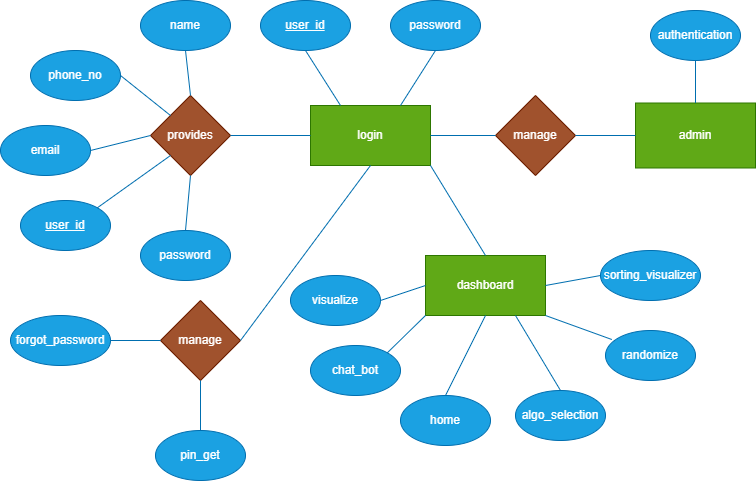 name
user_id
password
authentication
phone_no
provides
login
manage
admin
email
user_id
password
dashboard
sorting_visualizer
visualize
forgot_password
manage
randomize
chat_bot
home
algo_selection
pin_get